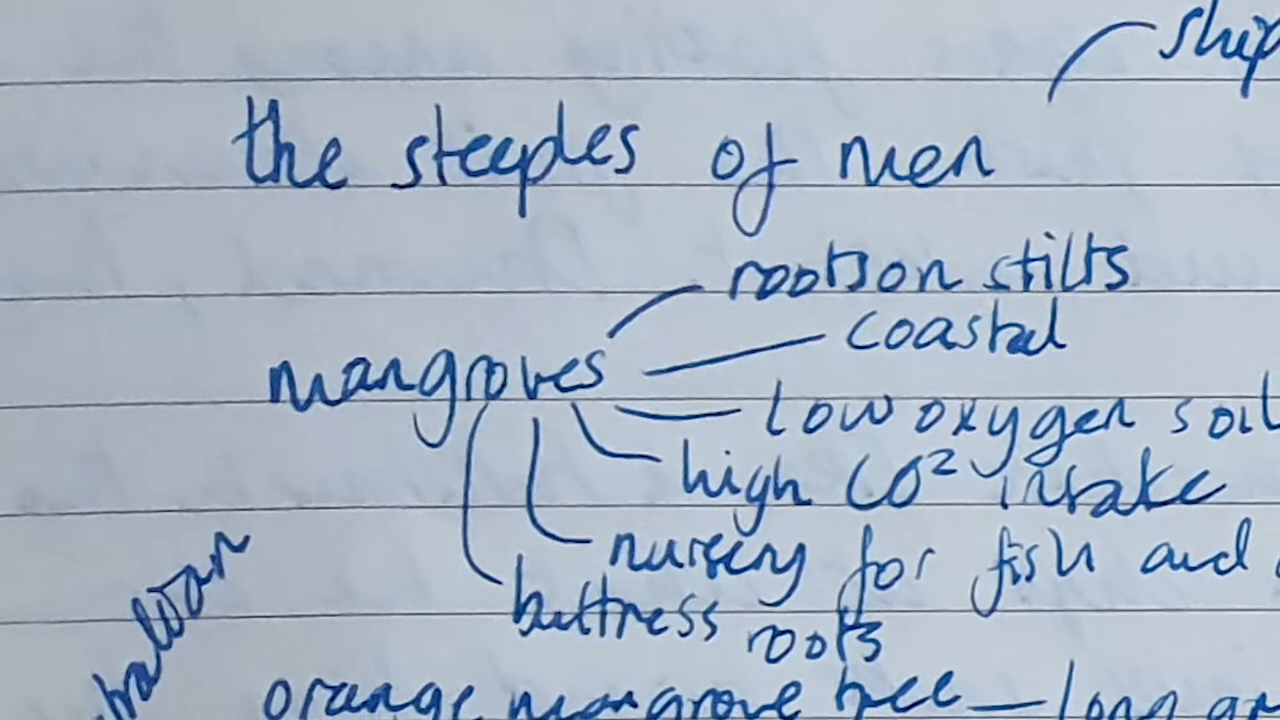 the steeples of men
roots on stilts
mangroves
coastal
low oxygen soil
high CO² intake
nursery for fish and
buttress roots
orange mangrove tree — long